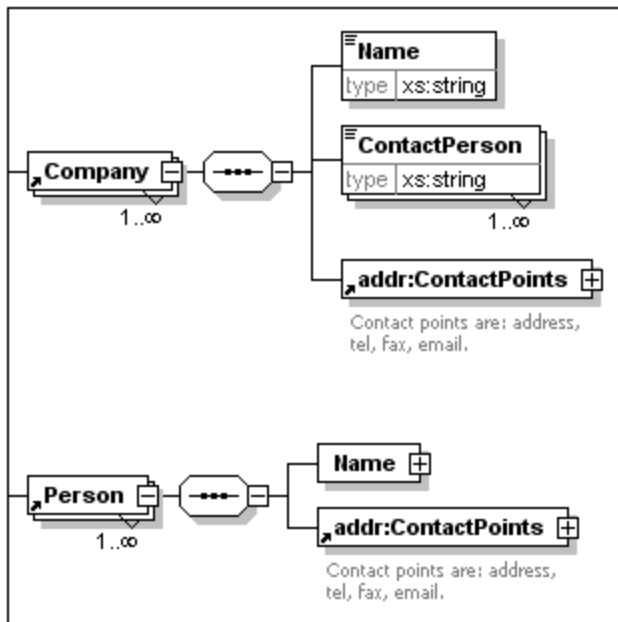 Name
type xs:string
ContactPerson
type xs:string
Company
1..∞
1..∞
addr:ContactPoints
Contact points are: address,
tel, fax, email.
Name
Person
1..∞
addr:ContactPoints
Contact points are: address,
tel, fax, email.